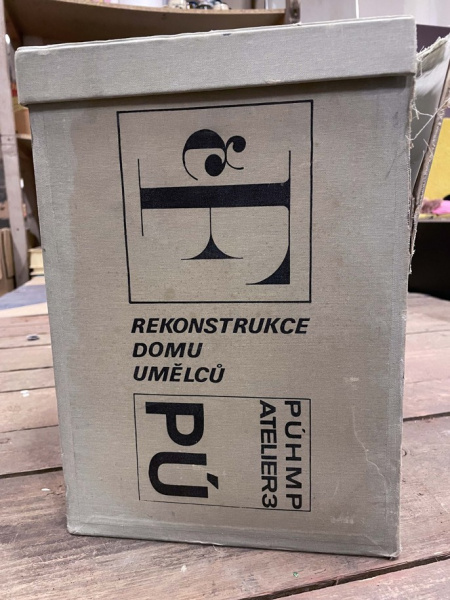 REKONSTRUKCE
DOMU
UMĚLCŮ
PÚHMP
ATELIER3
PÚ